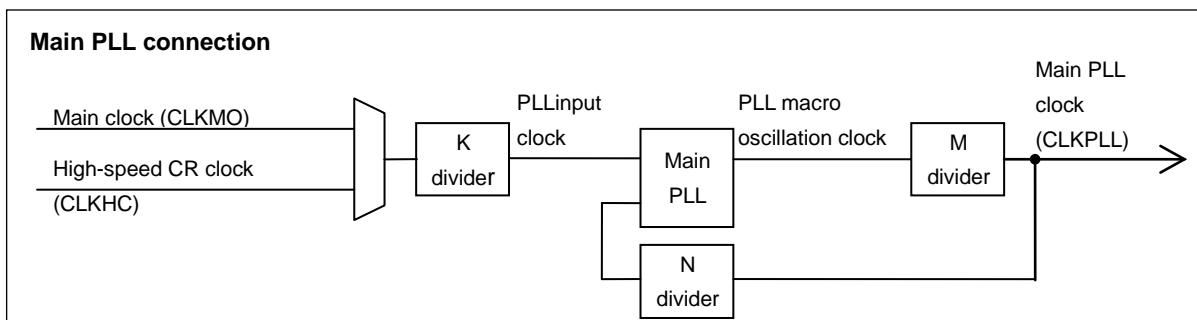 Main PLL connection
Main clock (CLKMO)
High-speed CR clock
(CLKHC)
K
divider
PLLinput
clock
Main
PLL
PLL macro
oscillation clock
M
divider
Main PLL
clock
(CLKPLL)
N
divider